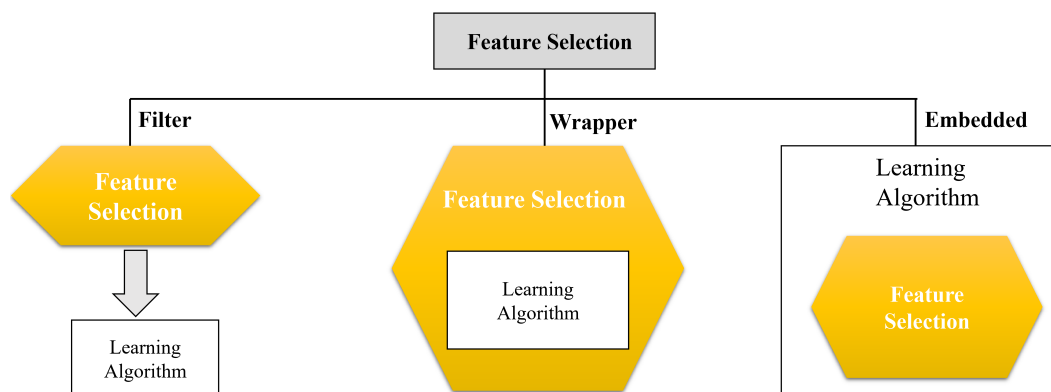 Feature Selection
Filter
Wrapper
Embedded
Feature
Selection
Learning
Algorithm
Feature Selection
Learning
Algorithm
Learning
Algorithm
Feature
Selection